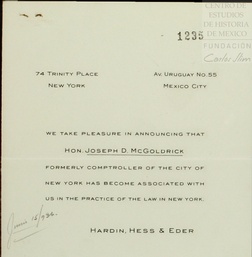 CENTRO DE
ESTUDIOS
DE HISTORIA
DE MÉXICO
FUNDACIÓN
Carlos Slim
1235
74 TRINITY PLACE
NEW YORK
AV. URUGUAY NO. 55
MEXICO CITY
WE TAKE PLEASURE IN ANNOUNCING THAT
HON JOSEPH D. MCGOLDRICK
FORMERLY COMPTROLLER OF THE CITY OF
NEW YORK HAS BECOME ASSOCIATED WITH
US IN THE PRACTICE OF THE LAW IN NEW YORK.
HARDIN, HESS & EDER